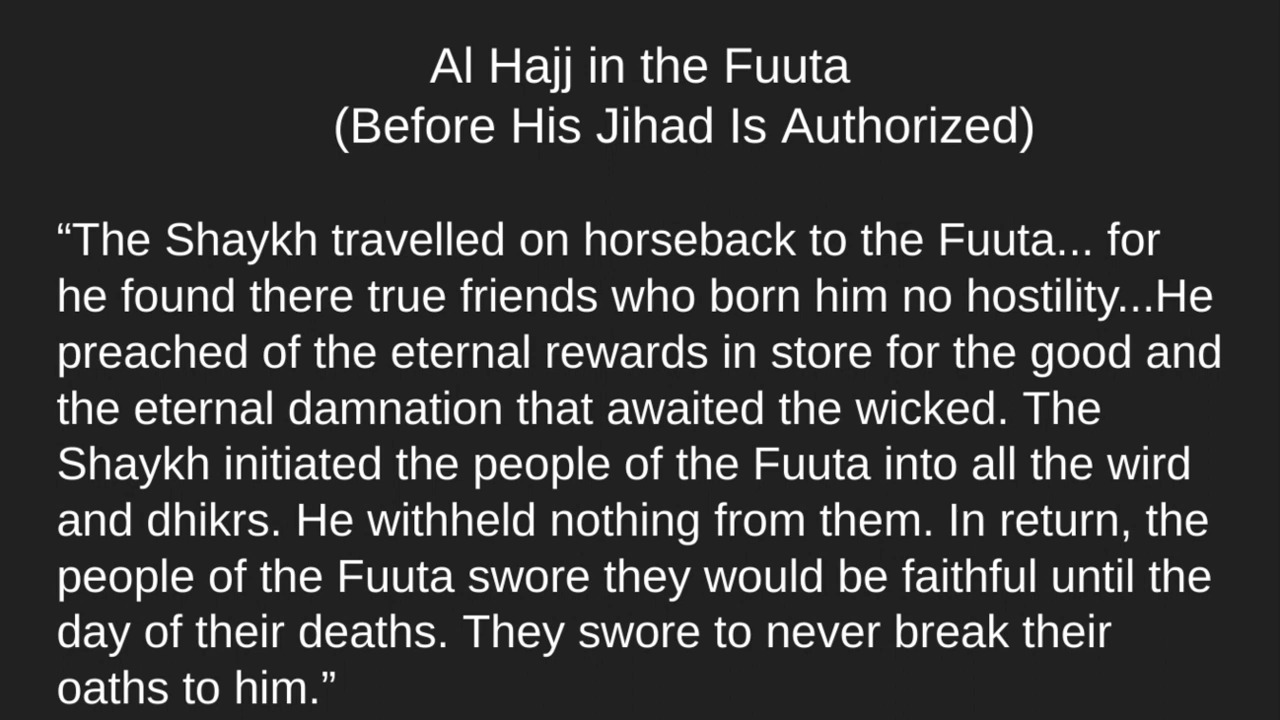 Al Hajj in the Fuuta
(Before His Jihad Is Authorized)
“The Shaykh travelled on horseback to the Fuuta... for
he found there true friends who born him no hostility...He
preached of the eternal rewards in store for the good and
the eternal damnation that awaited the wicked. The
Shaykh initiated the people of the Fuuta into all the wird
and dhikrs. He withheld nothing from them. In return, the
people of the Fuuta swore they would be faithful until the
day of their deaths. They swore to never break their
oaths to him.”